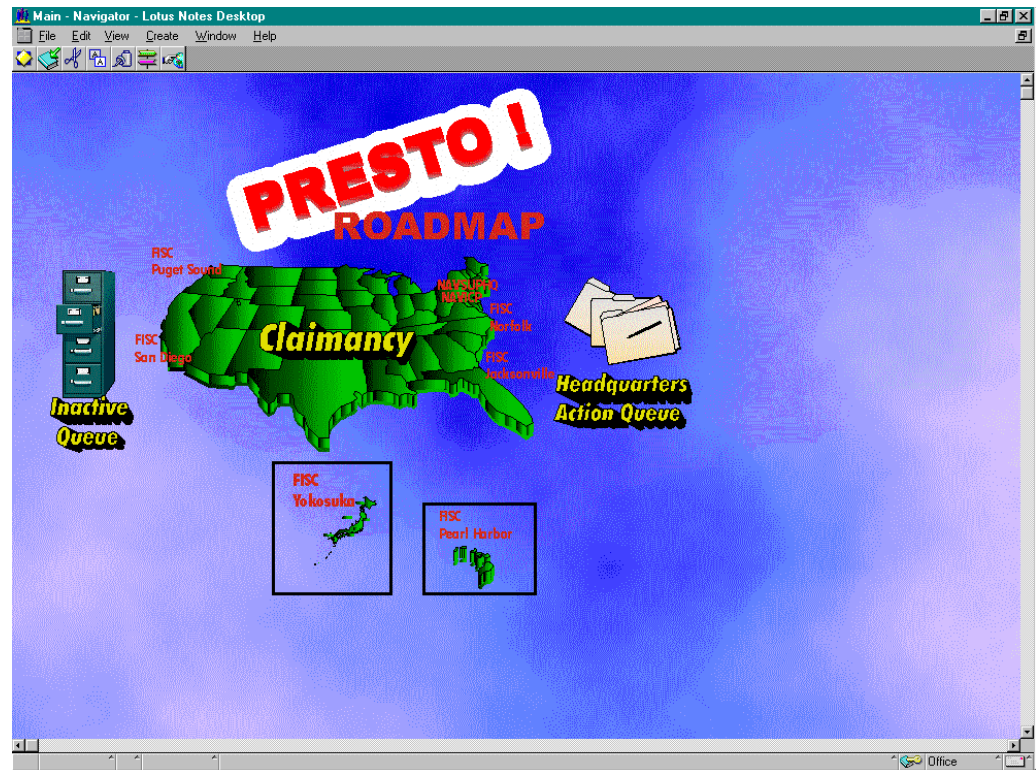 Main - Navigator - Lotus Notes Desktop
File Edit View Create Window Help
PRESTO !
ROADMAP
FISC
Puget Sound
NAVSUPHQ
NAVICP
FISC
Norfolk
Claimancy
FISC
San Diego
FISC
Jacksonville
Headquarters
Action Queue
Inactive
Queue
FISC
Yokosuka
FISC
Pearl Harbor
Office